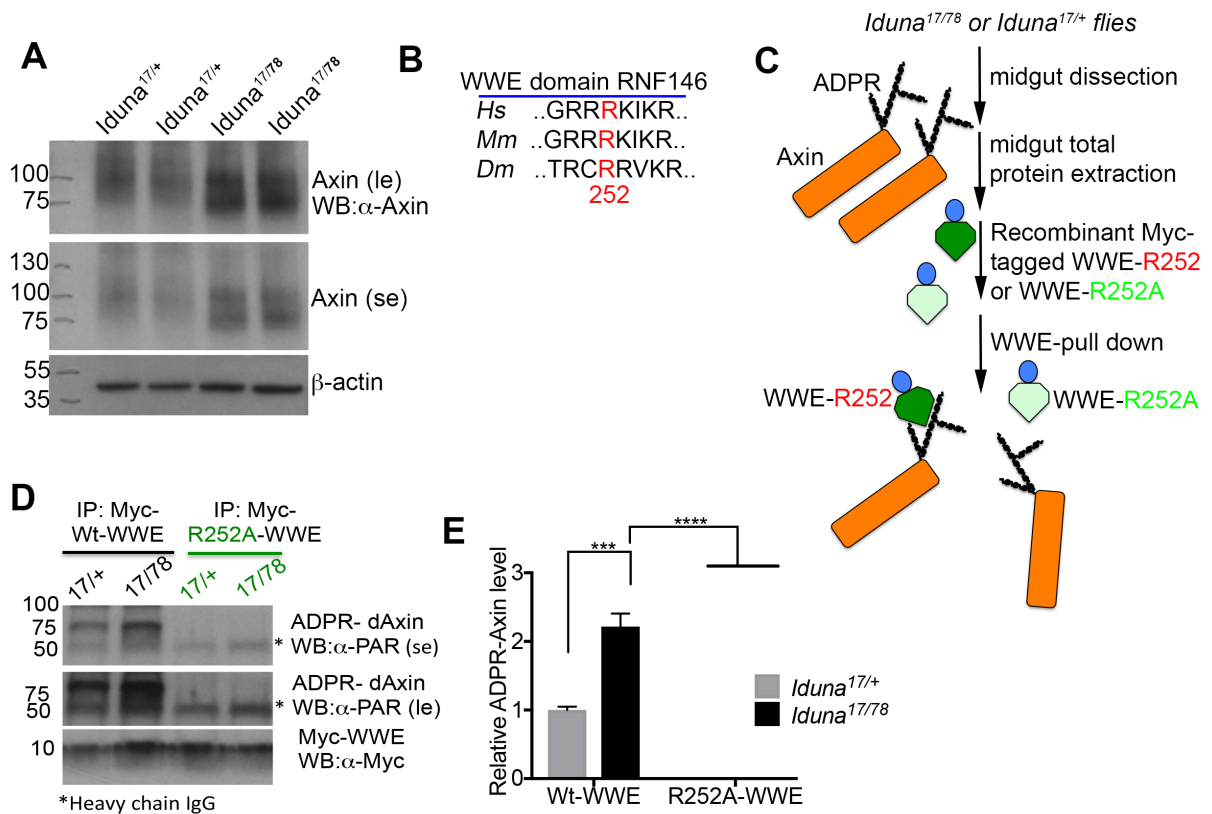 A
Iduna17/+
Iduna17/+
Iduna17/78
Iduna17/78
100
75
Axin (le)
WB:α-Axin
130
100
75
Axin (se)
55
35
β-actin
B
WWE domain RNF146
Hs ..GRRRKIKR..
Mm ..GRRRKIKR..
Dm ..TRCRRVKR..
252
C
Iduna17/78 or Iduna17/+ flies
midgut dissection
ADPR
Axin
midgut total
protein extraction
Recombinant Myc-
tagged WWE-R252
or WWE-R252A
WWE-pull down
WWE-R252
WWE-R252A
D
IP: Myc-
Wt-WWE
IP: Myc-
R252A-WWE
17/+
17/78
17/+
17/78
100
75
50
ADPR- dAxin
* WB:α-PAR (se)
75
50
ADPR- dAxin
* WB:α-PAR (le)
10
Myc-WWE
WB:α-Myc
*Heavy chain IgG
E
Relative ADPR-Axin level
3
2
1
0
***
****
Wt-WWE
R252A-WWE
Iduna17/+
Iduna17/78